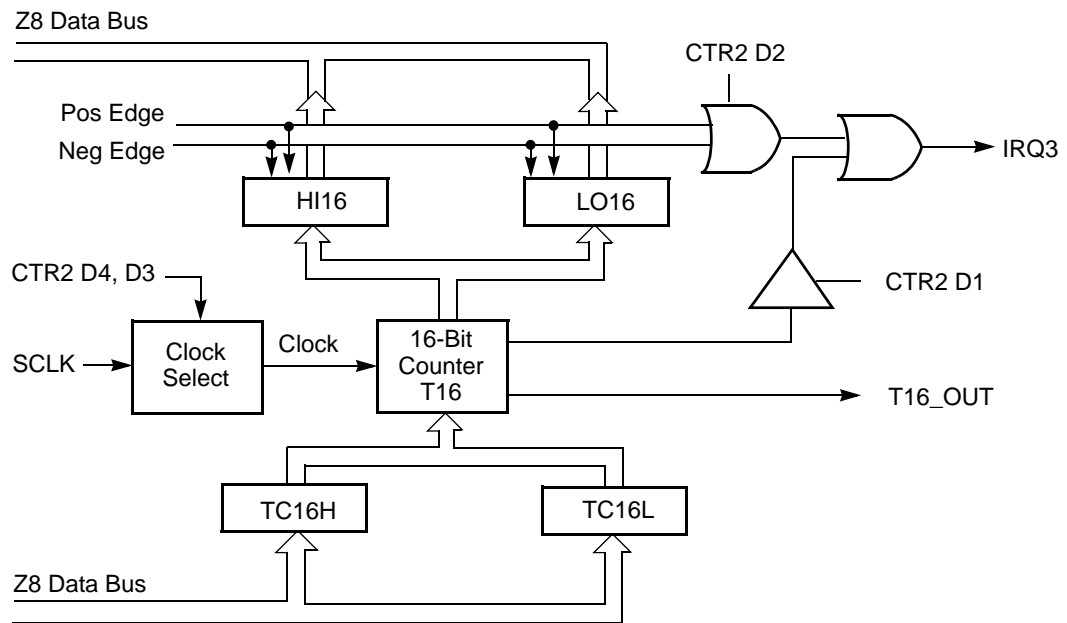 Z8 Data Bus
CTR2 D2
Pos Edge
Neg Edge
IRQ3
HI16
LO16
CTR2 D4, D3
CTR2 D1
SCLK
Clock
Select
Clock
16-Bit
Counter
T16
T16_OUT
TC16H
TC16L
Z8 Data Bus